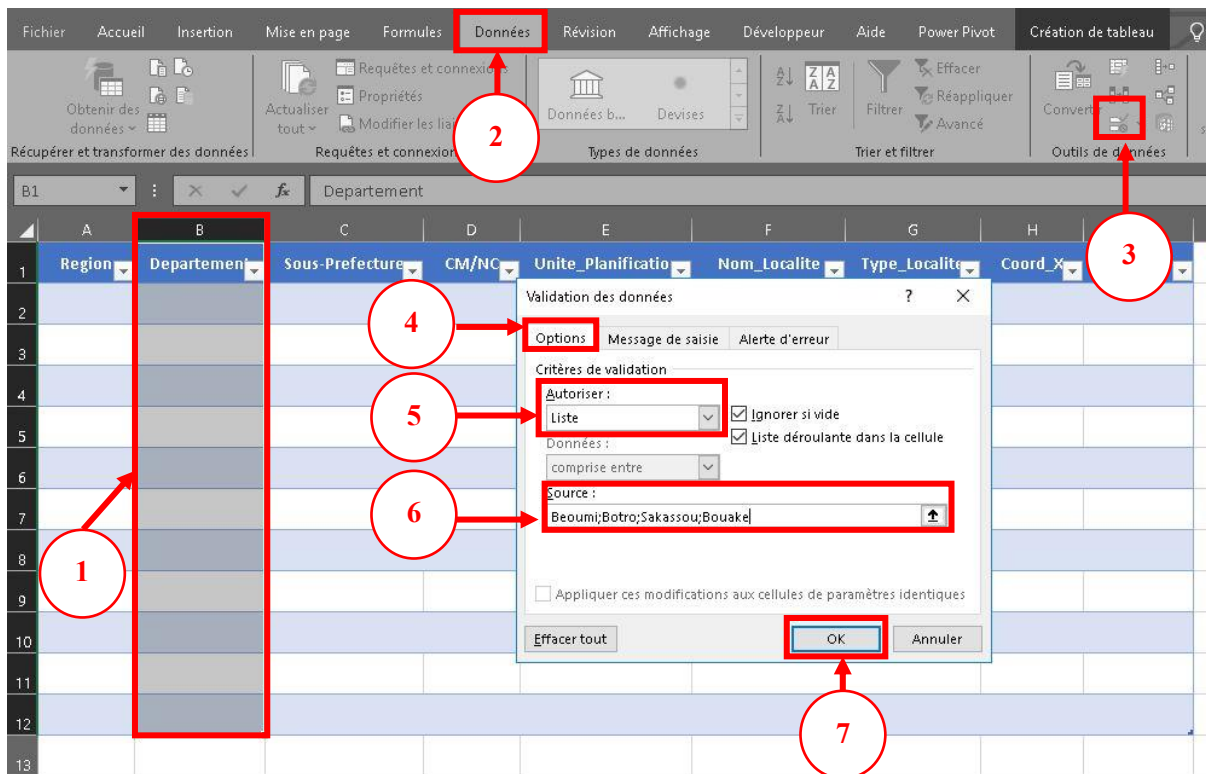 Fichier Accueil Insertion Mise en page Formules Données Révision Affichage Développeur Aide Power Pivot Création de tableau
Requêtes et connexions
Effacer
Obtenir des
données
Actualiser
tout
Propriétés
Données b... Devises
Trier
Filtrer
Réappliquer
Modifier les
Avancé
2
Récupérer et transformer des données
Types de données
Trier et filtrer
Outils de données
3
B1
fx
Departement
A B C D E F G H
1 Region Departement Sous-Prefecture CM/NC Unite_Planificatio Nom_Localite Type_Localite Coord_X
2
3
4
5
6
7
8
9
10
11
12
13
Validation des données ? X
4
Options Message de saisie Alerte d'erreur
Critères de validation
5
Autoriser :
Liste
Ignorer si vide
Liste déroulante dans la cellule
Données :
comprise entre
6
Source :
Beoumi;Botro;Sakassou;Bouake
1
Appliquer ces modifications aux cellules de paramètres identiques
Effacer tout OK Annuler
7